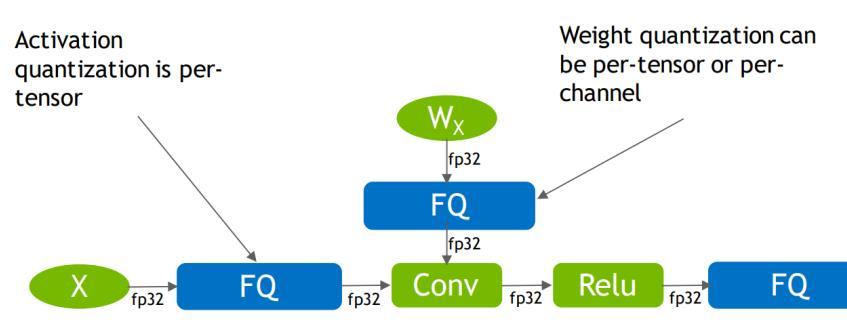 Activation
quantization is per-
tensor
Weight quantization can
be per-tensor or per-
channel
WX
fp32
FQ
fp32
X
fp32
FQ
fp32
Conv
fp32
Relu
fp32
FQ